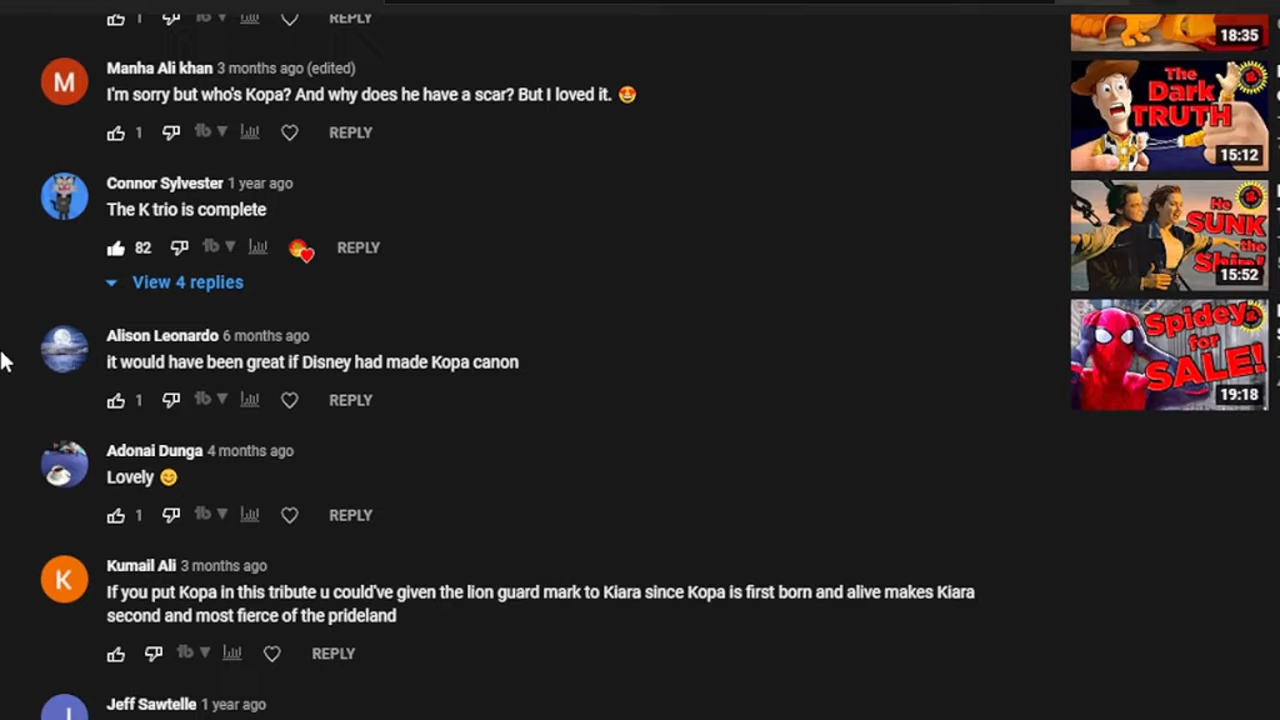 1 REPLY
Manha Ali khan 3 months ago (edited)
I'm sorry but who's Kopa? And why does he have a scar? But I loved it. 😍
1 REPLY
Connor Sylvester 1 year ago
The K trio is complete
82 REPLY
View 4 replies
Alison Leonardo 6 months ago
it would have been great if Disney had made Kopa canon
1 REPLY
Adonai Dunga 4 months ago
Lovely 😊
1 REPLY
Kumail Ali 3 months ago
If you put Kopa in this tribute u could've given the lion guard mark to Kiara since Kopa is first born and alive makes Kiara
second and most fierce of the prideland
REPLY
Jeff Sawtelle 1 year ago
M
K
18:35
The
Dark
TRUTH
15:12
He
SUNK
the
Ship!
15:52
Spidey
for
SALE!
19:18